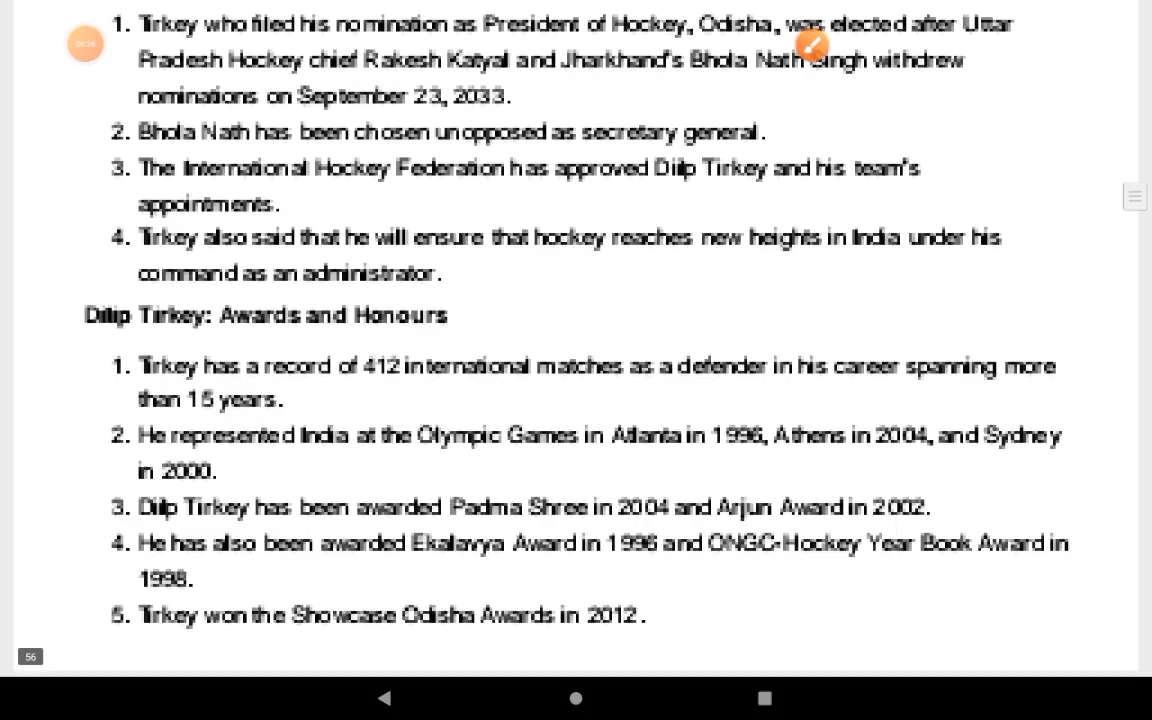 1. Tirkey who filed his nomination as President of Hockey, Odisha, was elected after Uttar
Pradesh Hockey chief Rakesh Katyal and Jharkhand's Bhola Nath Singh withdrew
nominations on September 23, 2033.
2. Bhola Nath has been chosen unopposed as secretary general.
3. The International Hockey Federation has approved Dilip Tirkey and his team's
appointments.
4. Tirkey also said that he will ensure that hockey reaches new heights in India under his
command as an administrator.
Dilip Tirkey: Awards and Honours
1. Tirkey has a record of 412 international matches as a defender in his career spanning more
than 15 years.
2. He represented India at the Olympic Games in Atlanta in 1996, Athens in 2004, and Sydney
in 2000.
3. Dilip Tirkey has been awarded Padma Shree in 2004 and Arjun Award in 2002.
4. He has also been awarded Ekalavya Award in 1996 and ONGC-Hockey Year Book Award in
1998.
5. Tirkey won the Showcase Odisha Awards in 2012.
56